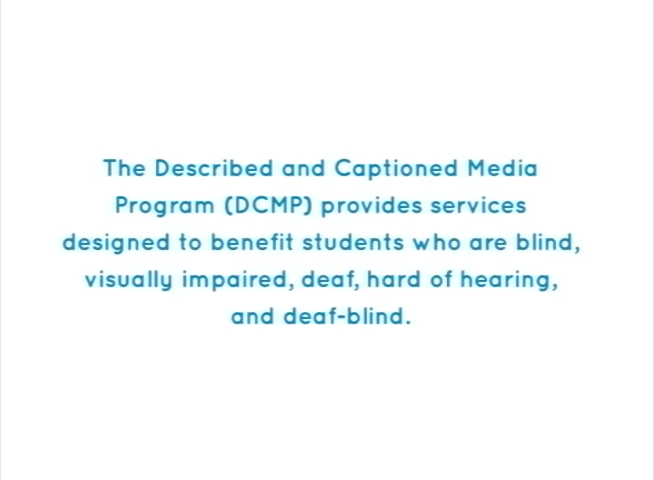 The Described and Captioned Media
Program (DCMP) provides services
designed to benefit students who are blind,
visually impaired, deaf, hard of hearing,
and deaf-blind.